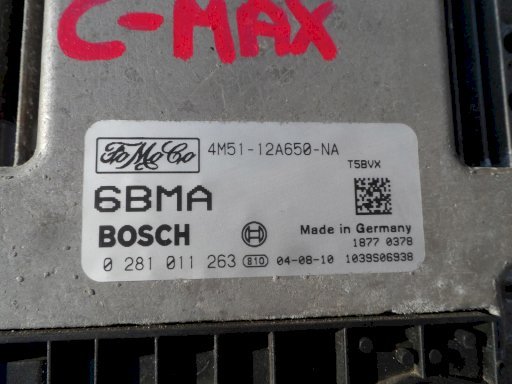 C-MAX
FoMoCo 4M51-12A650-NA
T5BVX
6BMA
BOSCH
Made in Germany
1877 0378
0 281 011 263 810 04-08-10 1039S06938